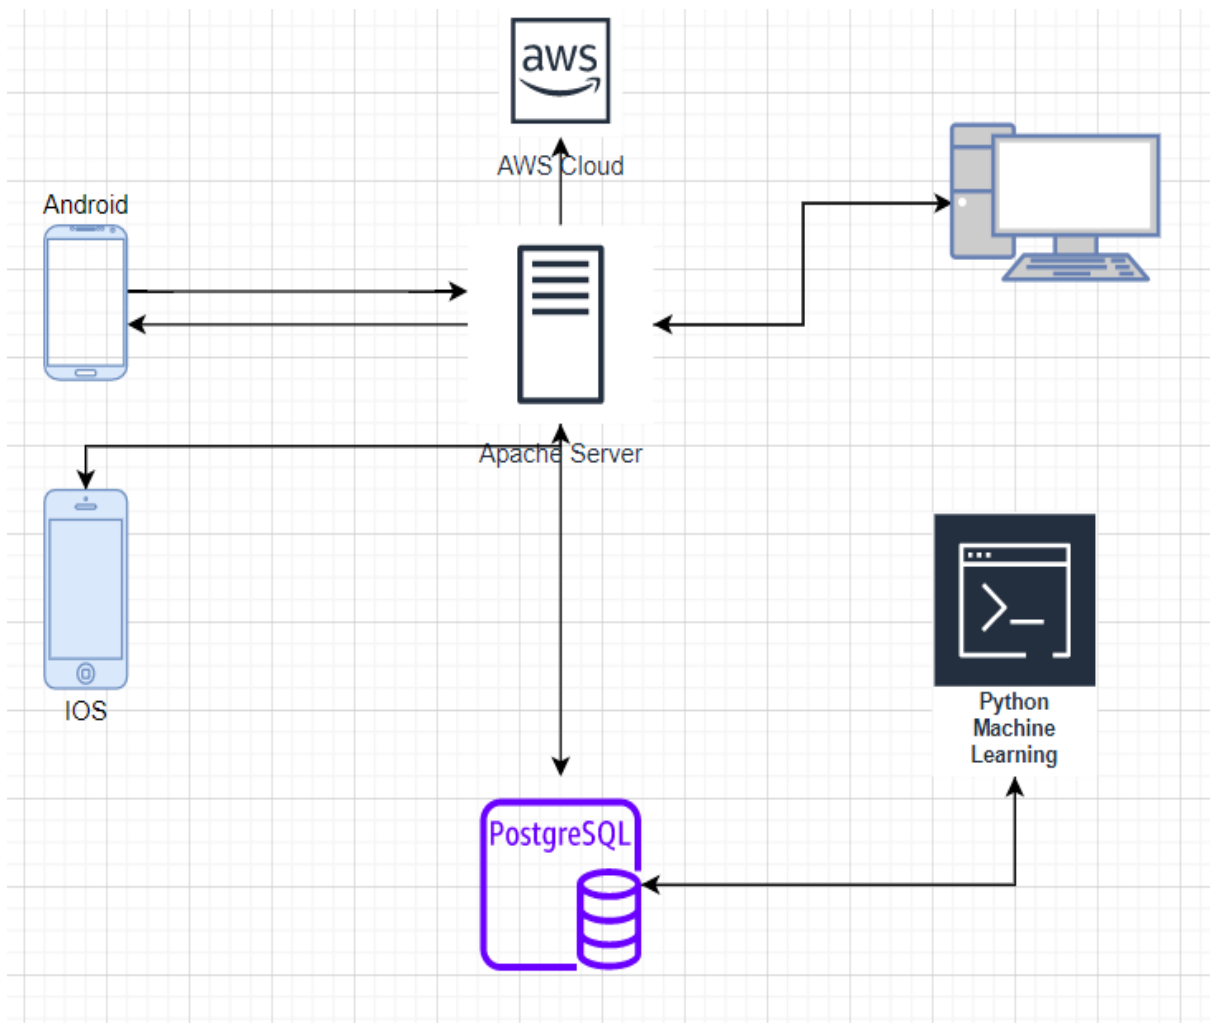 aws
AWS Cloud
Android
Apache Server
IOS
Python
Machine
Learning
PostgreSQL